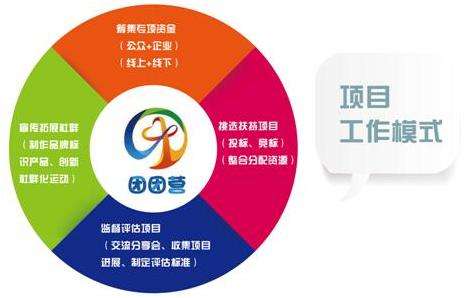 筹集专项资金
（公众+企业）
（线上+线下）
宣传拓展社群
（制作品牌标
识产品、创新
社群化运动）
挑选扶持项目
（投标、竞标）
（整合分配资源）
团团营
监督评估项目
（交流分享会、收集项目
进展、制定评估标准）
项目
工作模式